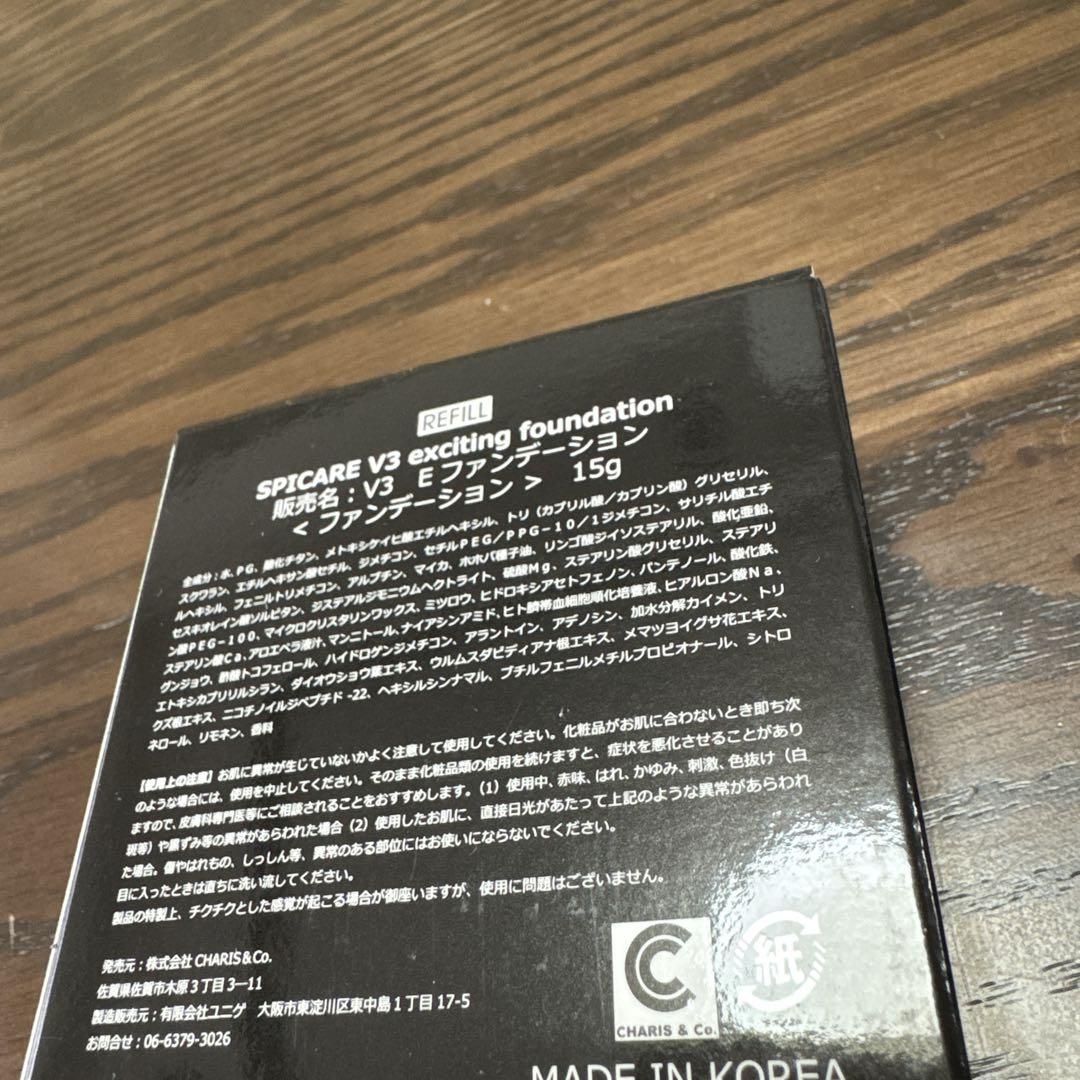 REFILL
SPICARE V3 exciting foundation
販売名：V3 Eファンデーション
＜ファンデーション＞ 15g
全成分：水、PG、酸化チタン、メトキシケイヒ酸エチルヘキシル、トリ（カプリル酸／カプリン酸）グリセリル、
スクワラン、エチルヘキサン酸セチル、ジメチコン、セチルPEG/PPG－10/1ジメチコン、サリチル酸エチ
ルヘキシル、フェニルトリメチコン、アルブチン、マイカ、ホホバ種子油、リンゴ酸ジイソステアリル、酸化亜鉛、
セスキオレイン酸ソルビタン、ジステアルジモニウムヘクトライト、硫酸Mg、ステアリン酸グリセリル、ステアリ
ン酸PEG-100、マイクロクリスタリンワックス、ミツロウ、ヒドロキシアセトフェノン、パンテノール、酸化鉄、
ステアリン酸Ca、アロエベラ液汁、マンニトール、ナイアシンアミド、ヒト臍帯血細胞順化培養液、ヒアルロン酸Na、
グンジョウ、酢酸トコフェロール、ハイドロゲンジメチコン、アラントイン、アデノシン、加水分解カイメン、トリ
エトキシカプリリルシラン、ダイオウショウ葉エキス、ウルムスダビディアナ根エキス、メマツヨイグサ花エキス、
クズ根エキス、ニコチノイルジペプチド-22、ヘキシルシンナマル、ブチルフェニルメチルプロピオナール、シトロ
ネロール、リモネン、香料
【使用上の注意】お肌に異常が生じていないかよく注意して使用してください。化粧品がお肌に合わないとき即ち次
のような場合には、使用を中止してください。そのまま化粧品類の使用を続けますと、症状を悪化させることがあり
ますので、皮膚科専門医等にご相談されることをおすすめします。（1）使用中、赤味、はれ、かゆみ、刺激、色抜け（白
斑等）や黒ずみ等の異常があらわれた場合（2）使用したお肌に、直接日光があたって上記のような異常があらわれ
た場合。傷やはれもの、しっしん等、異常のある部位にはお使いにならないでください。
目に入ったときは直ちに洗い流してください。
製品の特製上、チクチクとした感覚が起こる場合が御座いますが、使用に問題はございません。
発売元：株式会社 CHARIS＆Co.
佐賀県佐賀市木原3丁目3－11
製造販売元：有限会社ユニゲ 大阪市東淀川区東中島1丁目17-5
お問合せ：06-6379-3026
CHARIS & Co.
紙
MADE IN KOREA